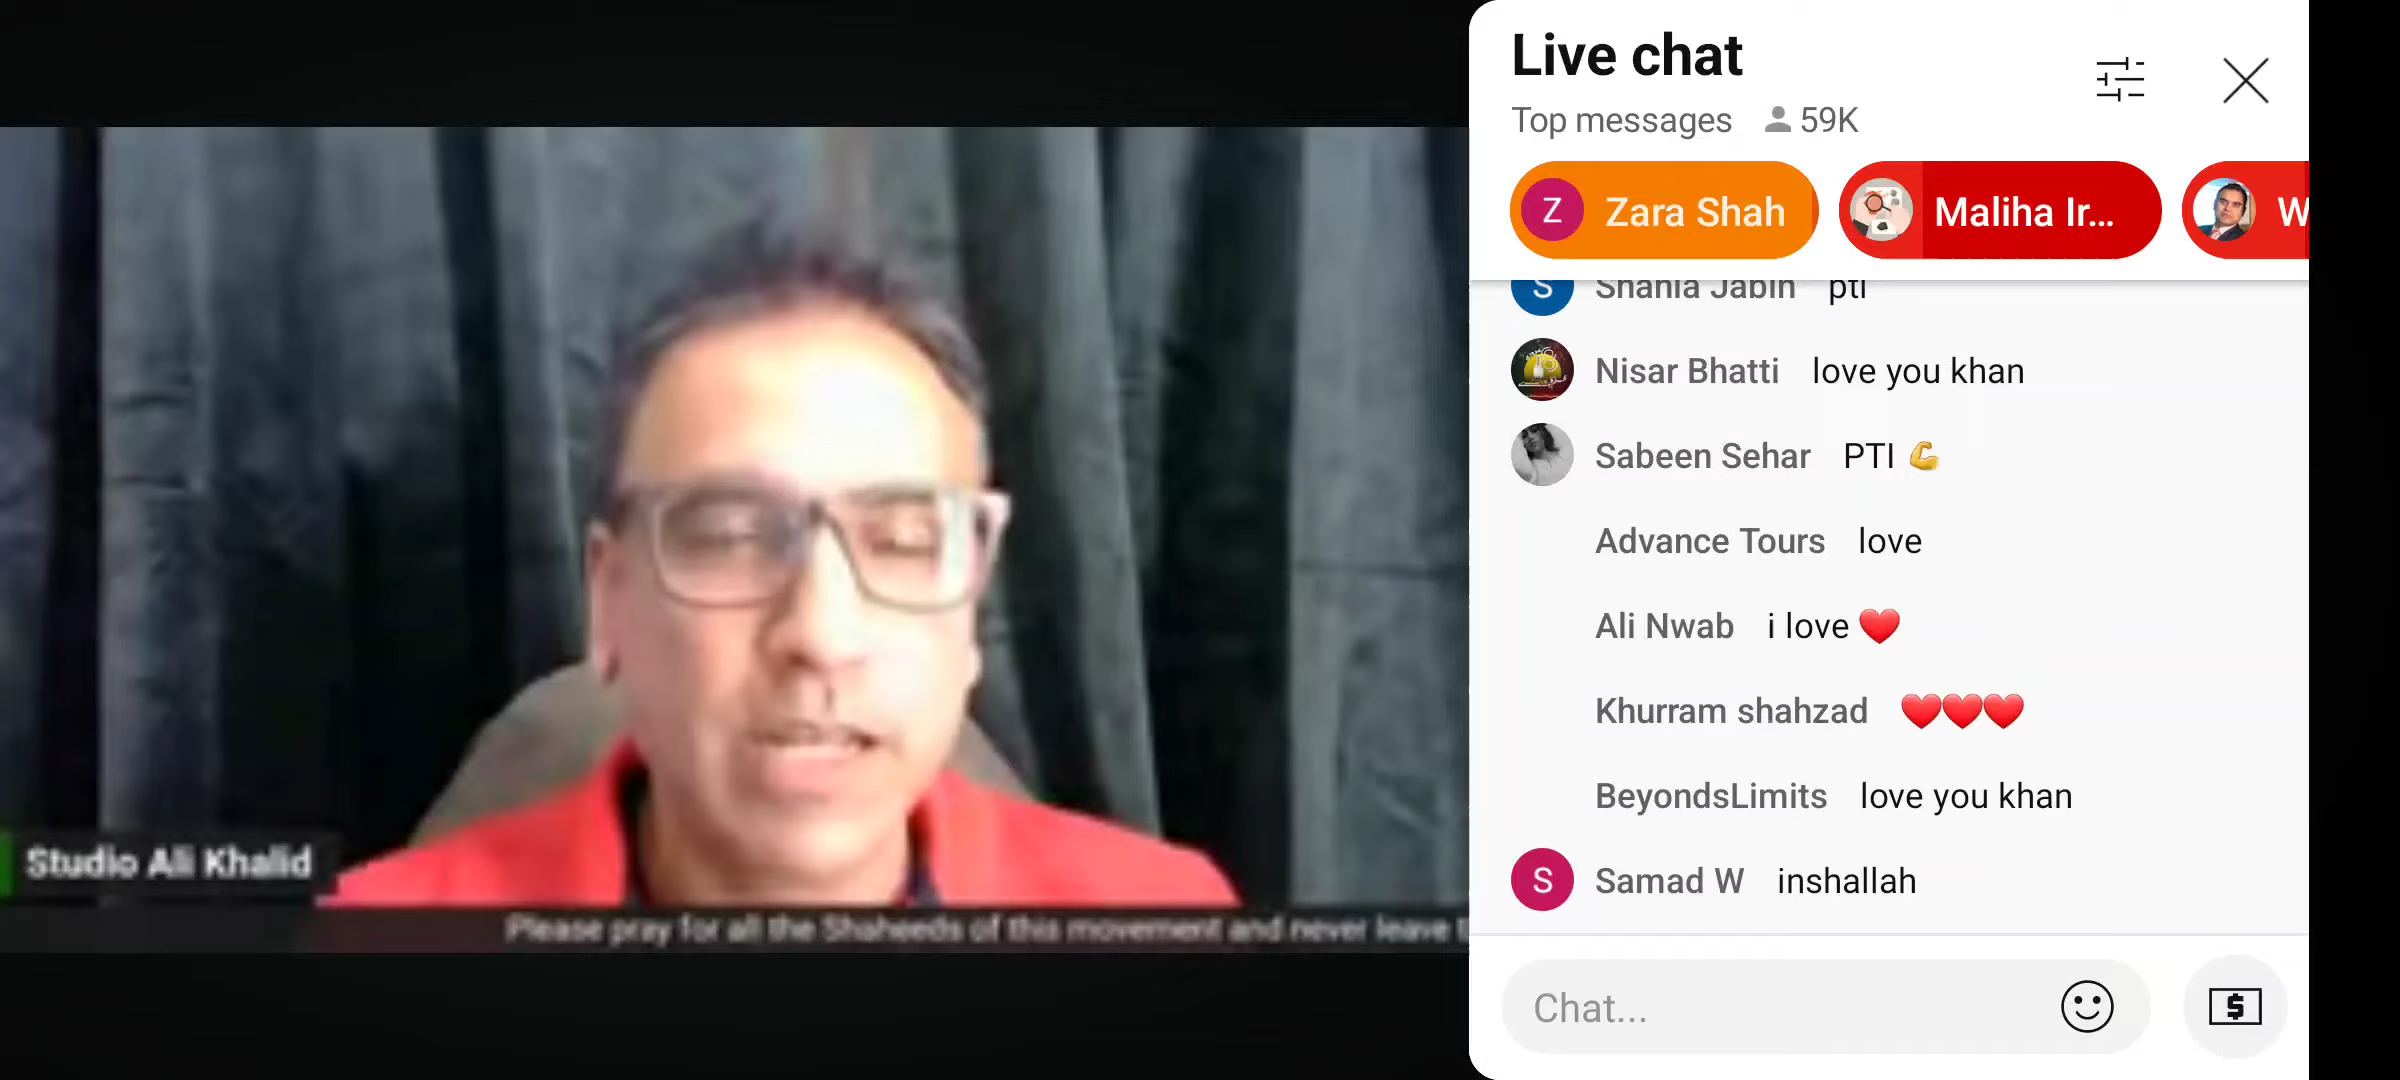 Live chat
Top messages 59K
Z Zara Shah Maliha Ir... W
S Shahla Jabin pti
Nisar Bhatti love you khan
Sabeen Sehar PTI 💪
Advance Tours love
Ali Nwab i love ❤️
Khurram shahzad ❤️❤️❤️
BeyondsLimits love you khan
S Samad W inshallah
Chat...
Studio Ali Khalid
Please pray for all the Shaheeds of this movement and never leave